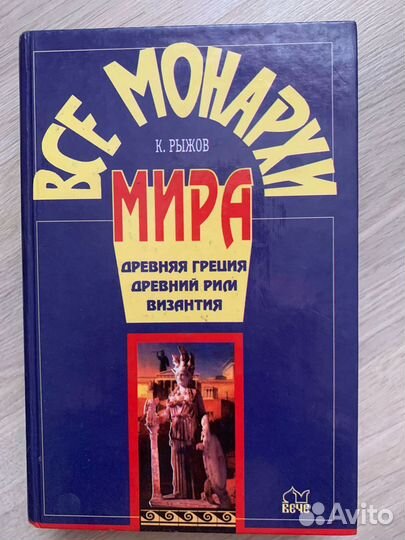 ВСЕ МОНАРХИ
К. РЫЖОВ
МИРА
ДРЕВНЯЯ ГРЕЦИЯ
ДРЕВНИЙ РИМ
ВИЗАНТИЯ
ВЕЧЕ
Avito